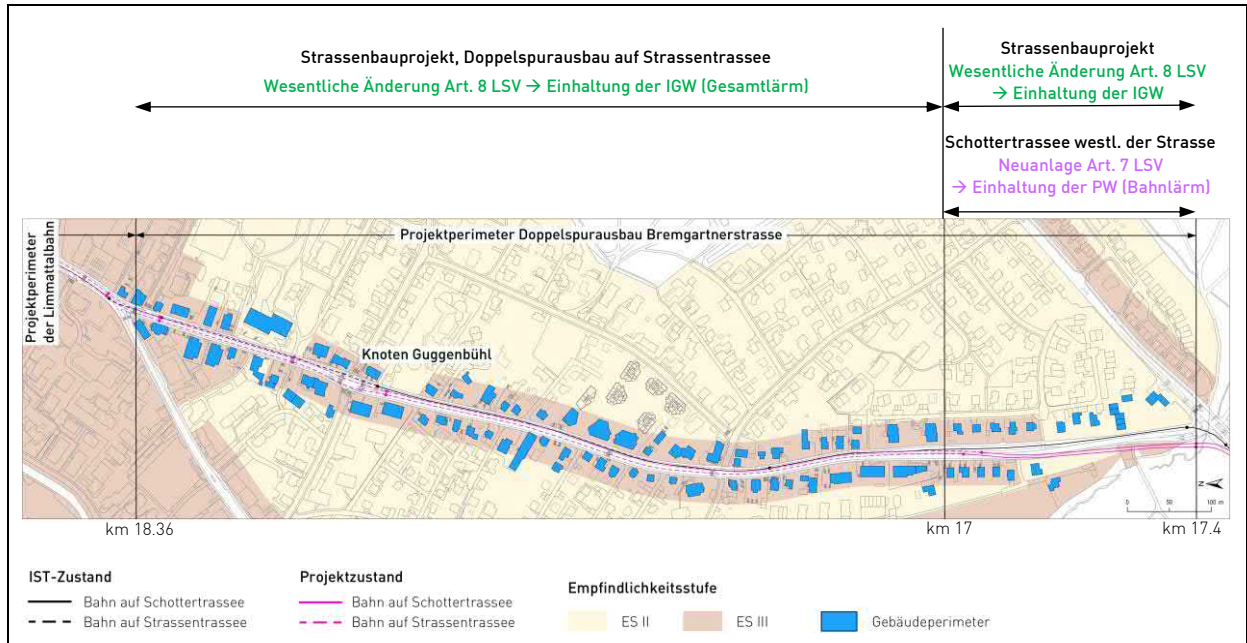 Strassenbauprojekt, Doppelspurausbau auf Strassentrassee
Wesentliche Änderung Art. 8 LSV → Einhaltung der IGW (Gesamtlärm)
Strassenbauprojekt
Wesentliche Änderung Art. 8 LSV
→ Einhaltung der IGW
Schottertrassee westl. der Strasse
Neuanlage Art. 7 LSV
→ Einhaltung der PW (Bahnlärm)
Projektperimeter
der Limmattalbahn
Projektperimeter Doppelspurausbau Bremgartnerstrasse
Knoten Guggenbühl
N
0 50 100 m
km 18.36
km 17
km 17.4
IST-Zustand
Bahn auf Schottertrassee
Bahn auf Strassentrassee
Projektzustand
Bahn auf Schottertrassee
Bahn auf Strassentrassee
Empfindlichkeitsstufe
ES II
ES III
Gebäudeperimeter